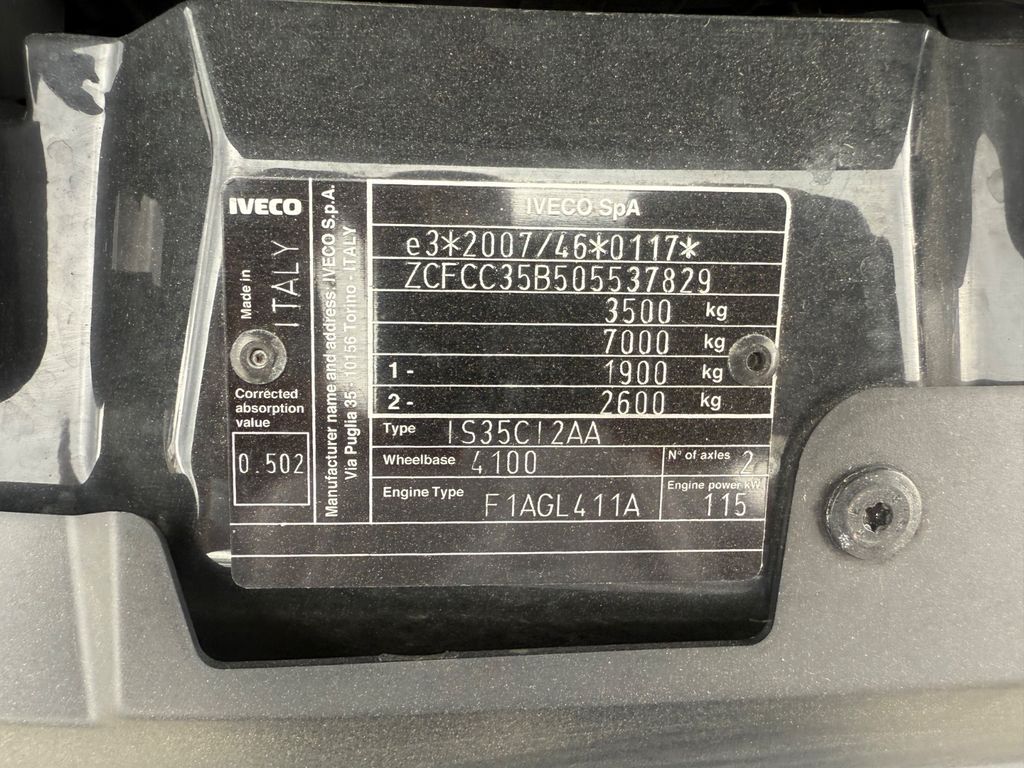 IVECO
Made in
ITALY
Corrected
absorption
value
0.502
Manufacturer name and address: IVECO S.p.A.
Via Puglia 35 - 10156 Torino - ITALY
IVECO SpA
e3*2007/46*0117*
ZCFCC35B505537829
3500 kg
7000 kg
1 - 1900 kg
2 - 2600 kg
Type IS35CI2AA
Wheelbase 4100
N° of axles 2
Engine Type F1AGL411A
Engine power kW
115